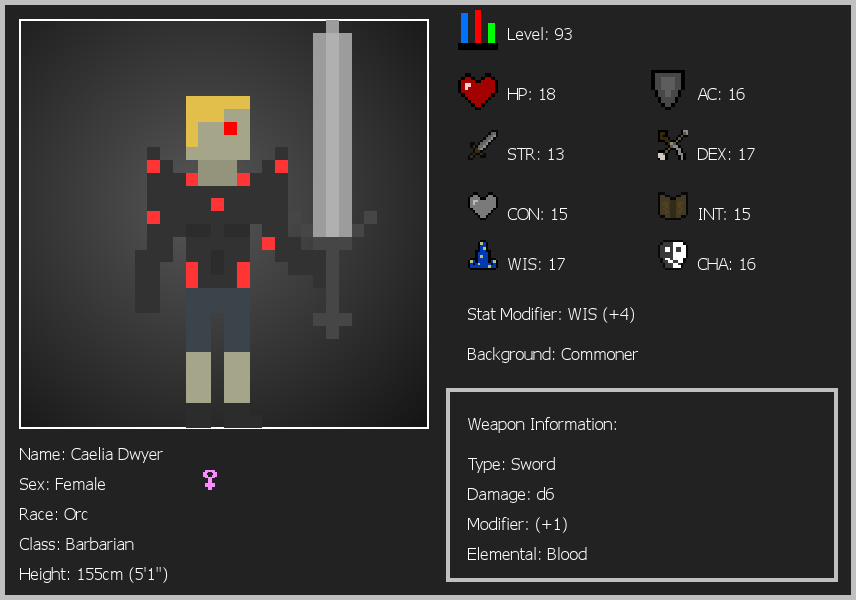 Level: 93
HP: 18
AC: 16
STR: 13
DEX: 17
CON: 15
INT: 15
WIS: 17
CHA: 16
Stat Modifier: WIS (+4)
Background: Commoner
Weapon Information:
Type: Sword
Damage: d6
Modifier: (+1)
Elemental: Blood
Name: Caelia Dwyer
Sex: Female
Race: Orc
Class: Barbarian
Height: 155cm (5'1")